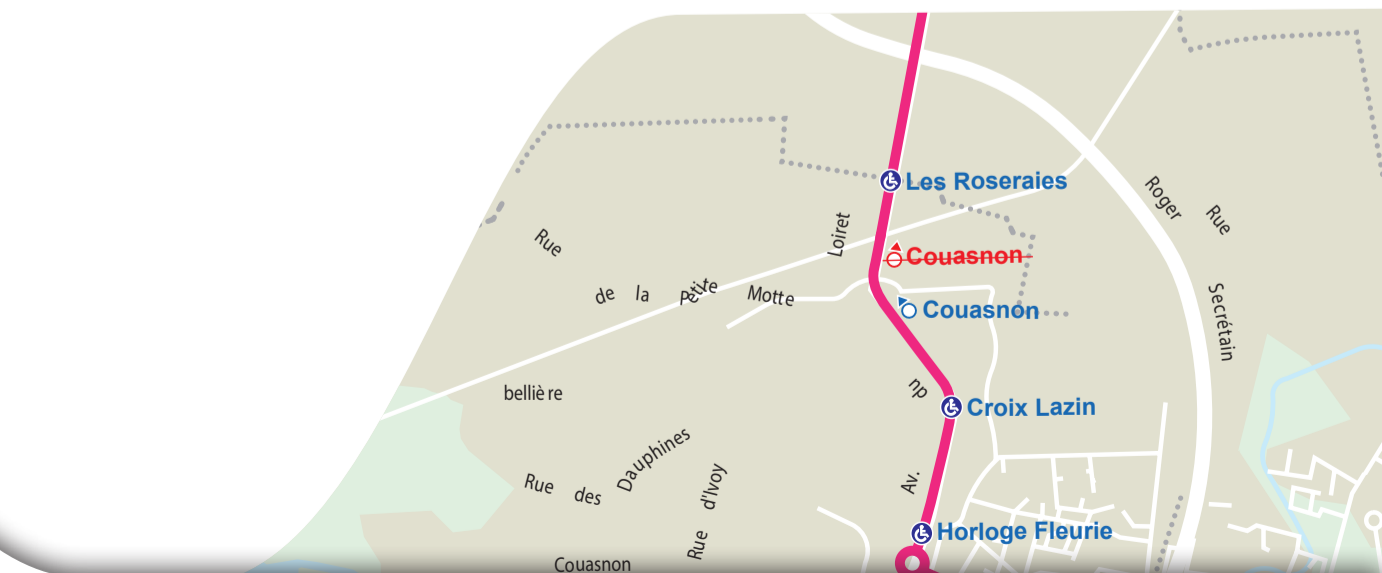 Les Roseraies
Roger
Rue
Secrétain
Loiret
Rue
Couasnon
de la Petite Motte
Couasnon
bellière
du
Croix Lazin
Rue des Dauphines
Rue d'Ivoy
Av.
Horloge Fleurie
Couasnon